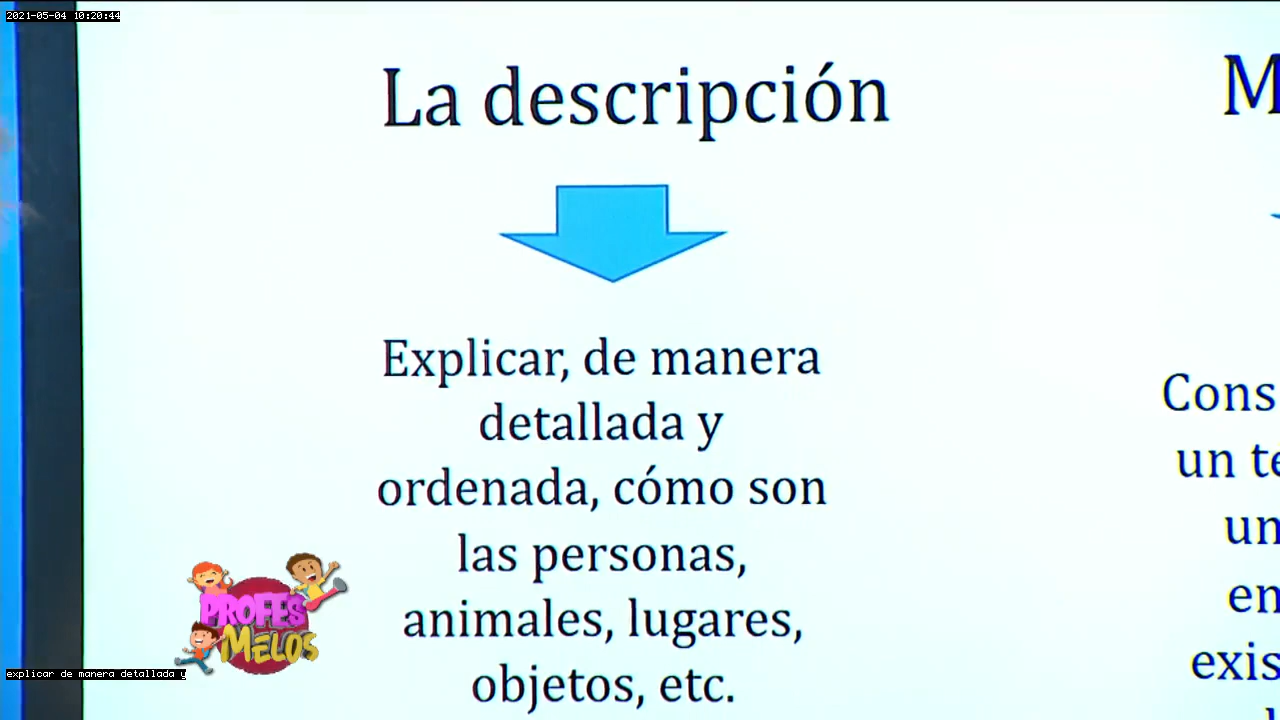 2021-05-04 10:20:44
La descripción
Explicar, de manera
detallada y
ordenada, cómo son
las personas,
animales, lugares,
objetos, etc.
M
Cons
un te
un
en
exis
PROFES
MELOS
explicar de manera detallada y